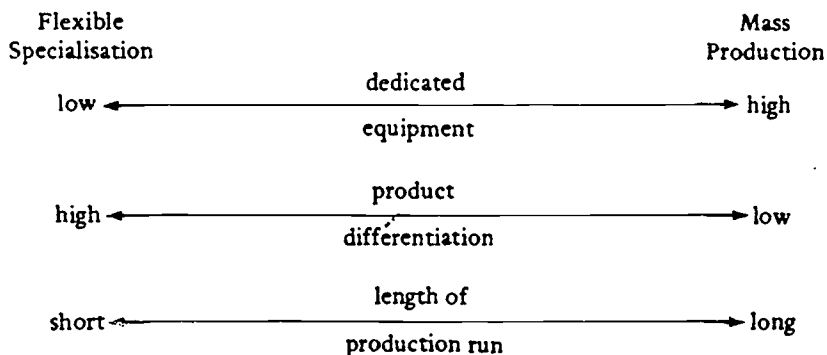 Flexible Mass
Specialisation Production
dedicated
low high
equipment
product
high low
differentiation
length of
short long
production run